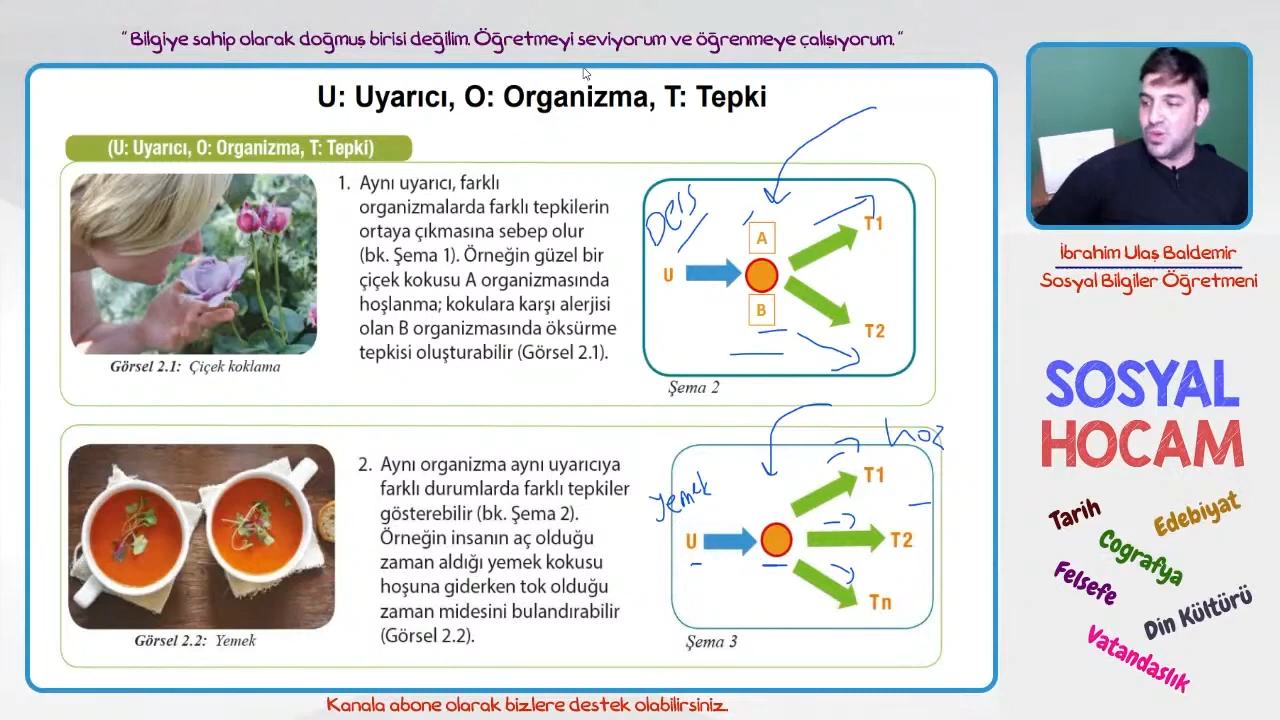 “ Bilgiye sahip olarak doğmuş birisi değilim. Öğretmeyi seviyorum ve öğrenmeye çalışıyorum. “
U: Uyarıcı, O: Organizma, T: Tepki
(U: Uyarıcı, O: Organizma, T: Tepki)
1. Aynı uyarıcı, farklı
organizmalarda farklı tepkilerin
ortaya çıkmasına sebep olur
(bk. Şema 1). Örneğin güzel bir
çiçek kokusu A organizmasında
hoşlanma; kokulara karşı alerjisi
olan B organizmasında öksürme
tepkisi oluşturabilir (Görsel 2.1).
Görsel 2.1: Çiçek koklama
Ders
A
U
B
T1
T2
Şema 2
2. Aynı organizma aynı uyarıcıya
farklı durumlarda farklı tepkiler
gösterebilir (bk. Şema 2).
Örneğin insanın aç olduğu
zaman aldığı yemek kokusu
hoşuna giderken tok olduğu
zaman midesini bulandırabilir
(Görsel 2.2).
Görsel 2.2: Yemek
yemek
U
T1
T2
Tn
Şema 3
İbrahim Ulaş Baldemir
Sosyal Bilgiler Öğretmeni
SOSYAL
HOCAM
Tarih
Edebiyat
Coğrafya
Felsefe
Din Kültürü
Vatandaşlık
Kanala abone olarak bizlere destek olabilirsiniz.